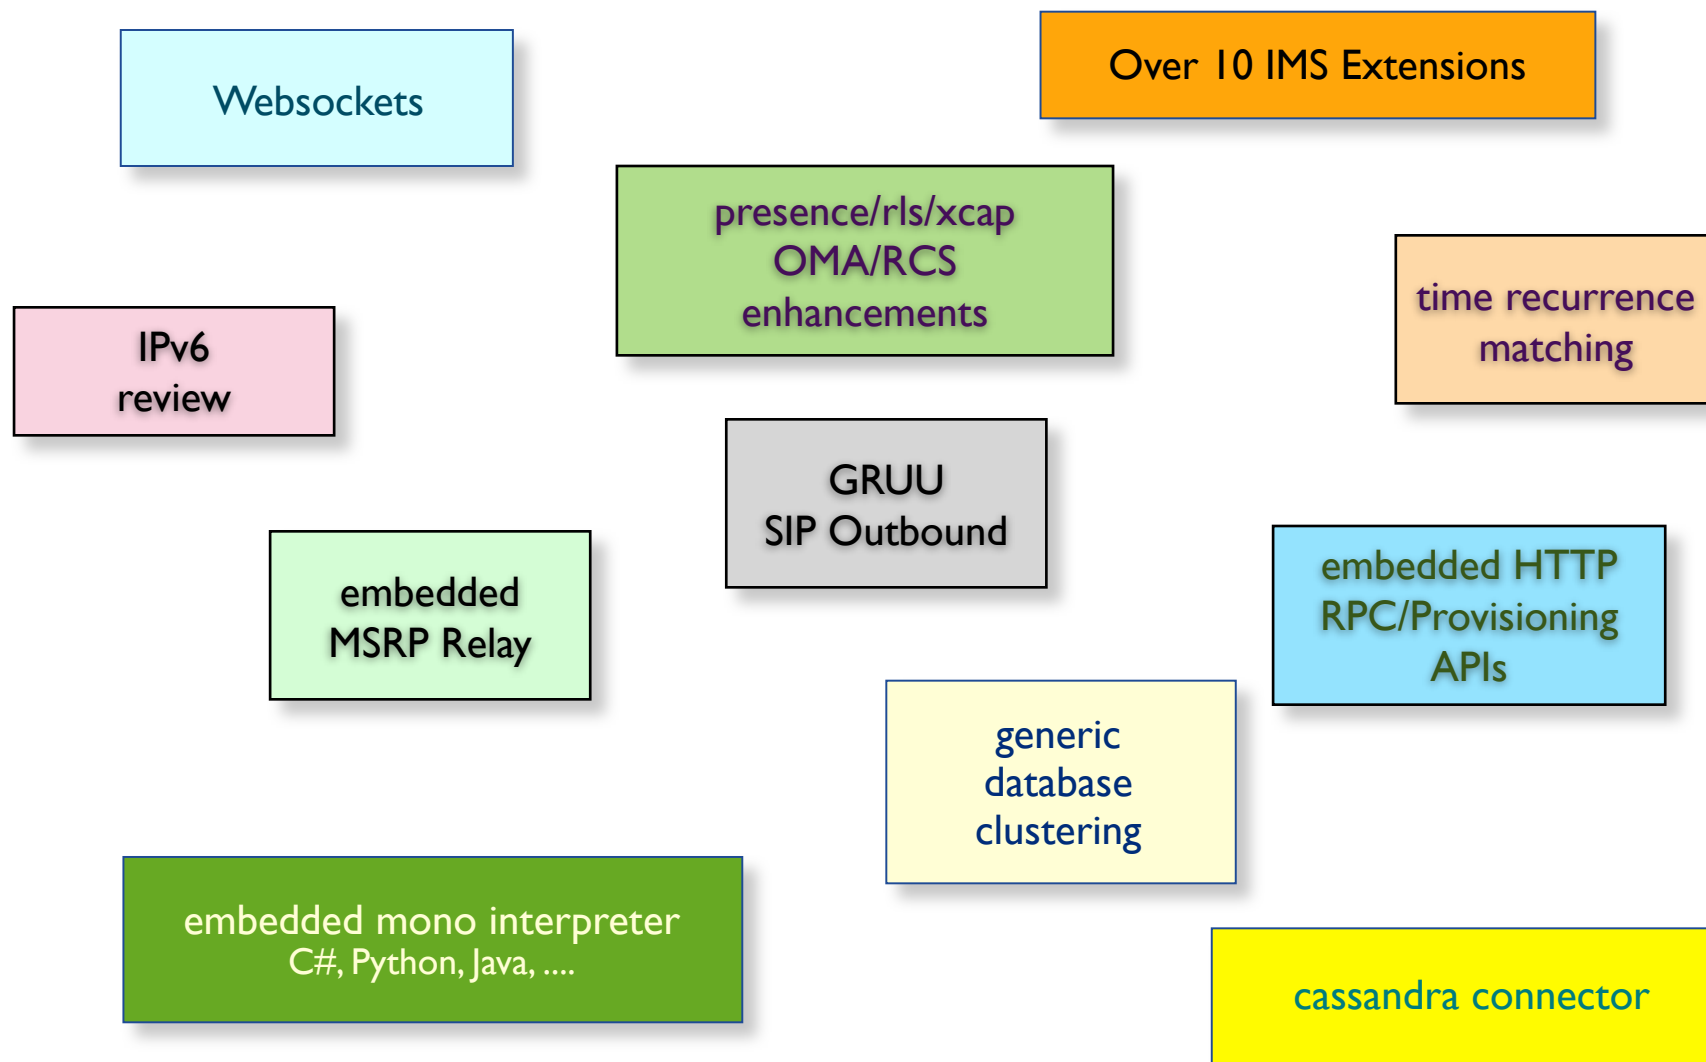 Websockets
Over 10 IMS Extensions
presence/rls/xcap
OMA/RCS
enhancements
time recurrence
matching
IPv6
review
GRUU
SIP Outbound
embedded
MSRP Relay
embedded HTTP
RPC/Provisioning
APIs
generic
database
clustering
embedded mono interpreter
C#, Python, Java, ....
cassandra connector